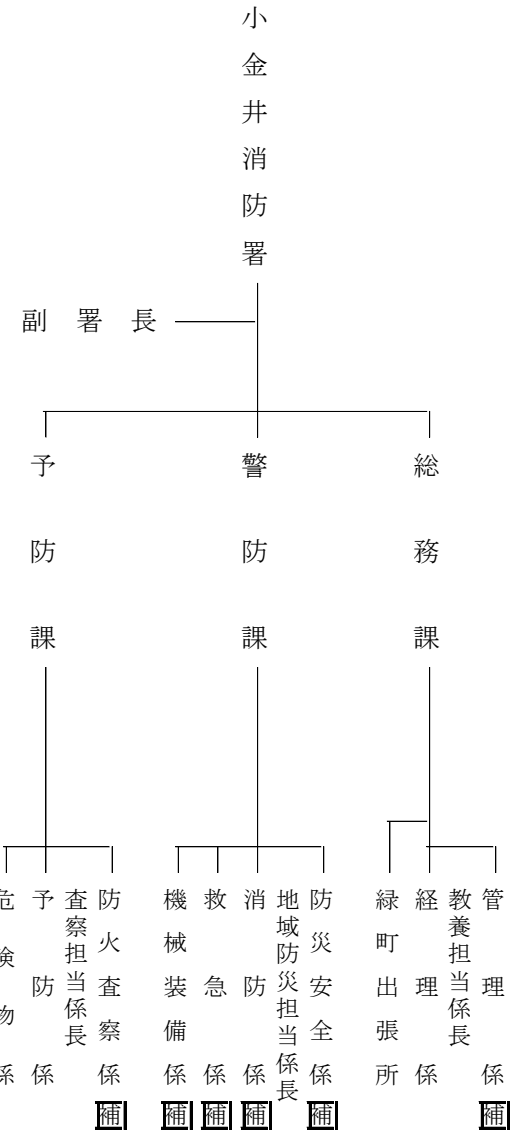 小金井消防署
副署長
総務課
警防課
予防課
管理係補
教養担当係長
経理係
緑町出張所
防災安全係補
地域防災担当係長
消防係補
救急係補
機械装備係補
防火査察係補
査察担当係長
予防係
危険物係